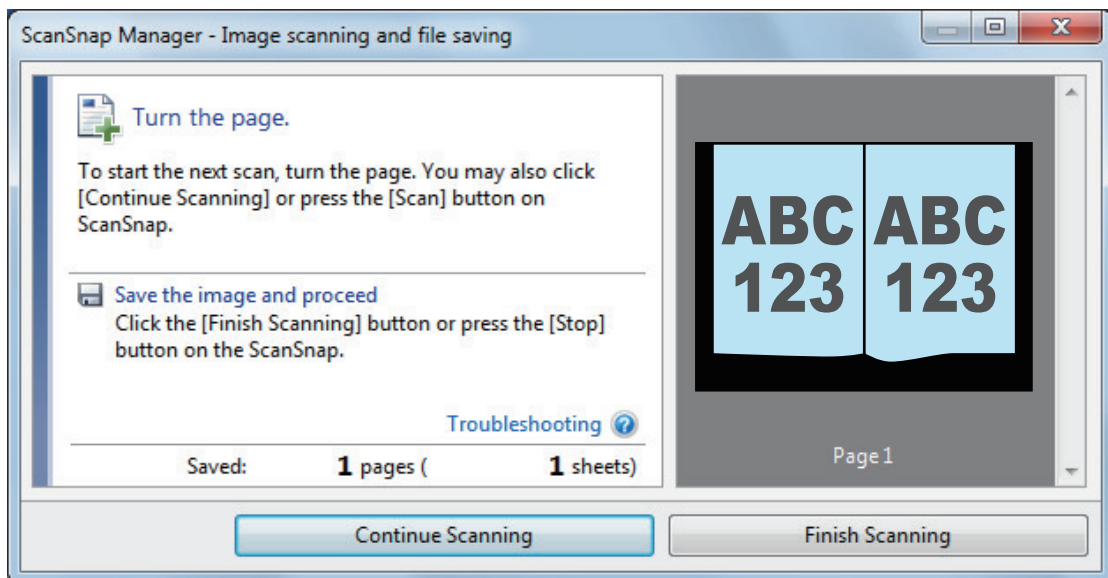 ScanSnap Manager - Image scanning and file saving
Turn the page.
To start the next scan, turn the page. You may also click
[Continue Scanning] or press the [Scan] button on
ScanSnap.
Save the image and proceed
Click the [Finish Scanning] button or press the [Stop]
button on the ScanSnap.
Troubleshooting
Saved: 1 pages ( 1 sheets)
ABC ABC
123 123
Page 1
Continue Scanning
Finish Scanning